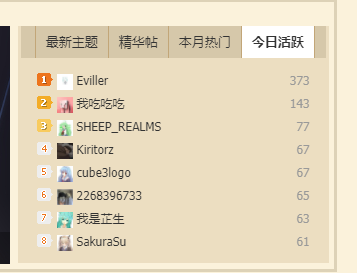 最新主题 精华帖 本月热门 今日活跃
1 Eviller 373
2 我吃吃吃 143
3 SHEEP_REALMS 77
4 Kiritorz 67
5 cube3logo 67
6 2268396733 65
7 我是芷生 63
8 SakuraSu 61